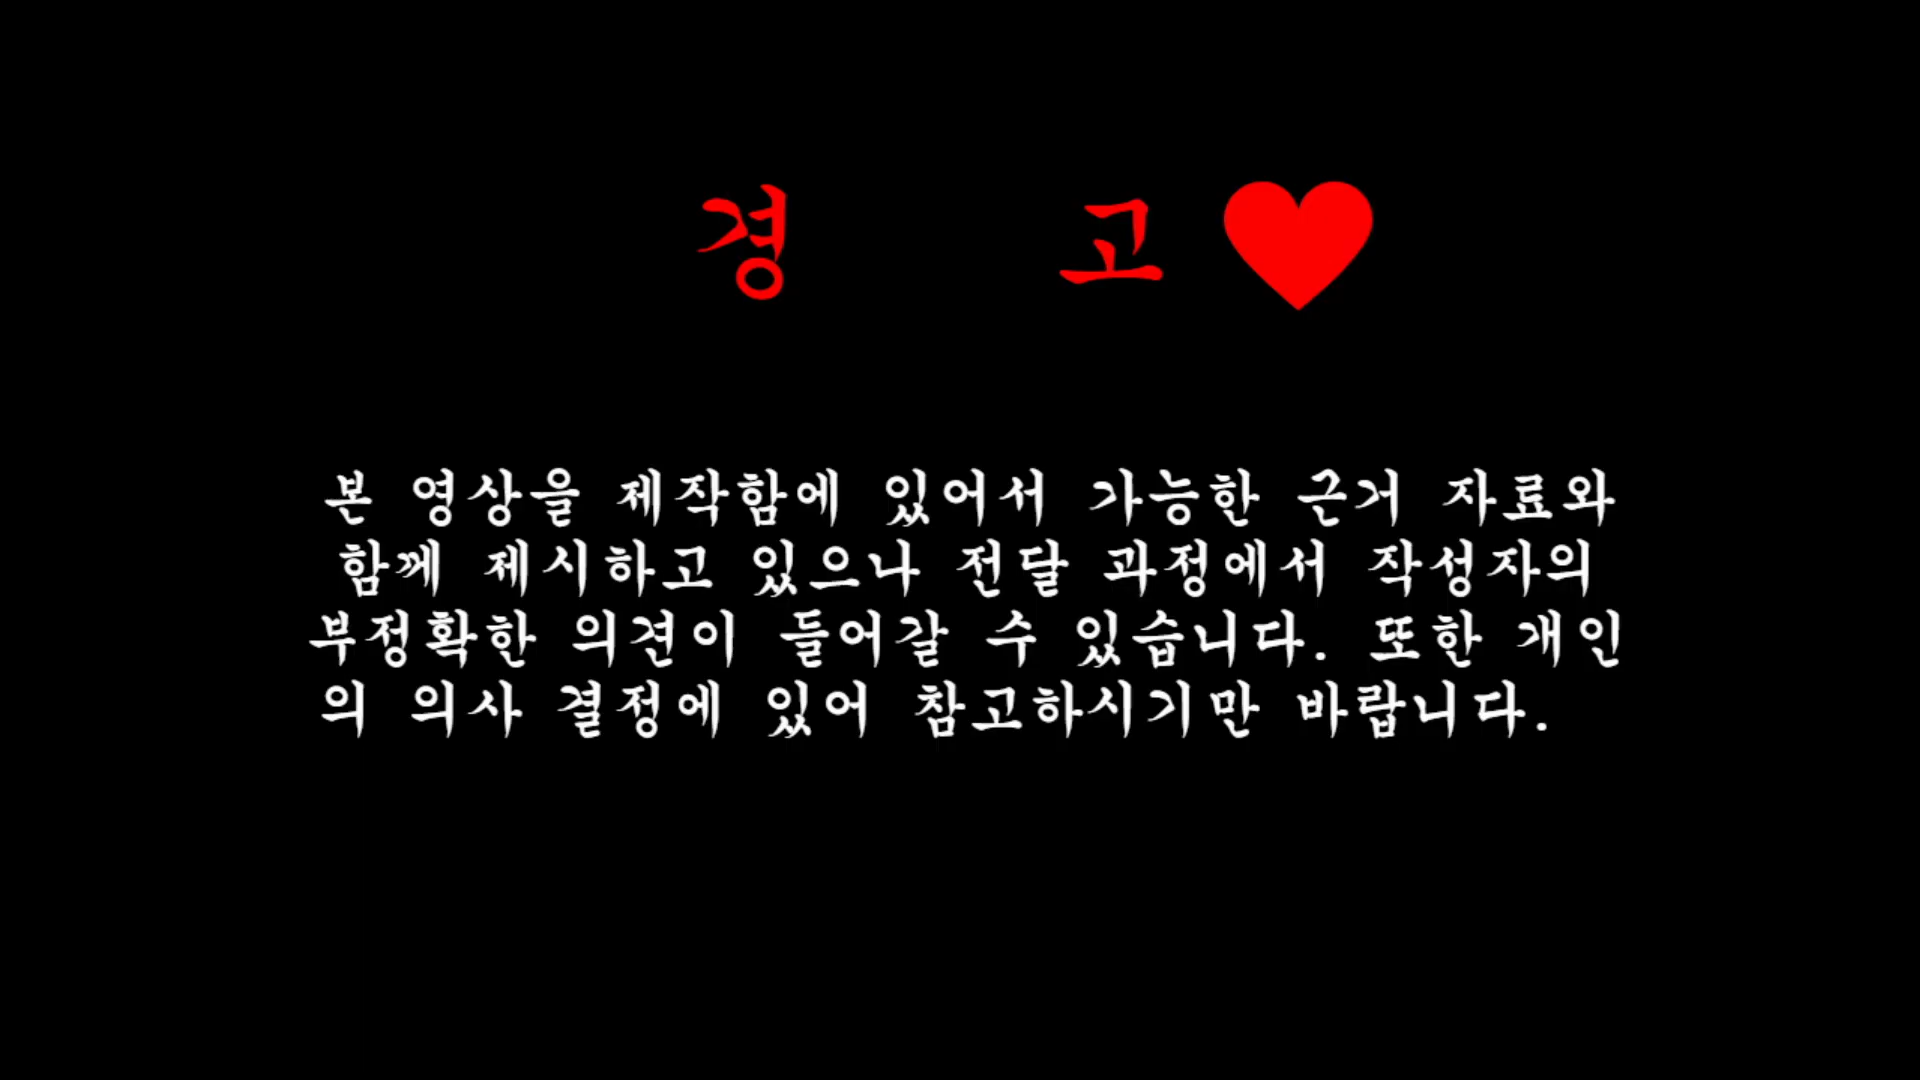 경 고♥
본 영상을 제작함에 있어서 가능한 근거 자료와
함께 제시하고 있으나 전달 과정에서 작성자의
부정확한 의견이 들어갈 수 있습니다. 또한 개인
의 의사 결정에 있어 참고하시기만 바랍니다.